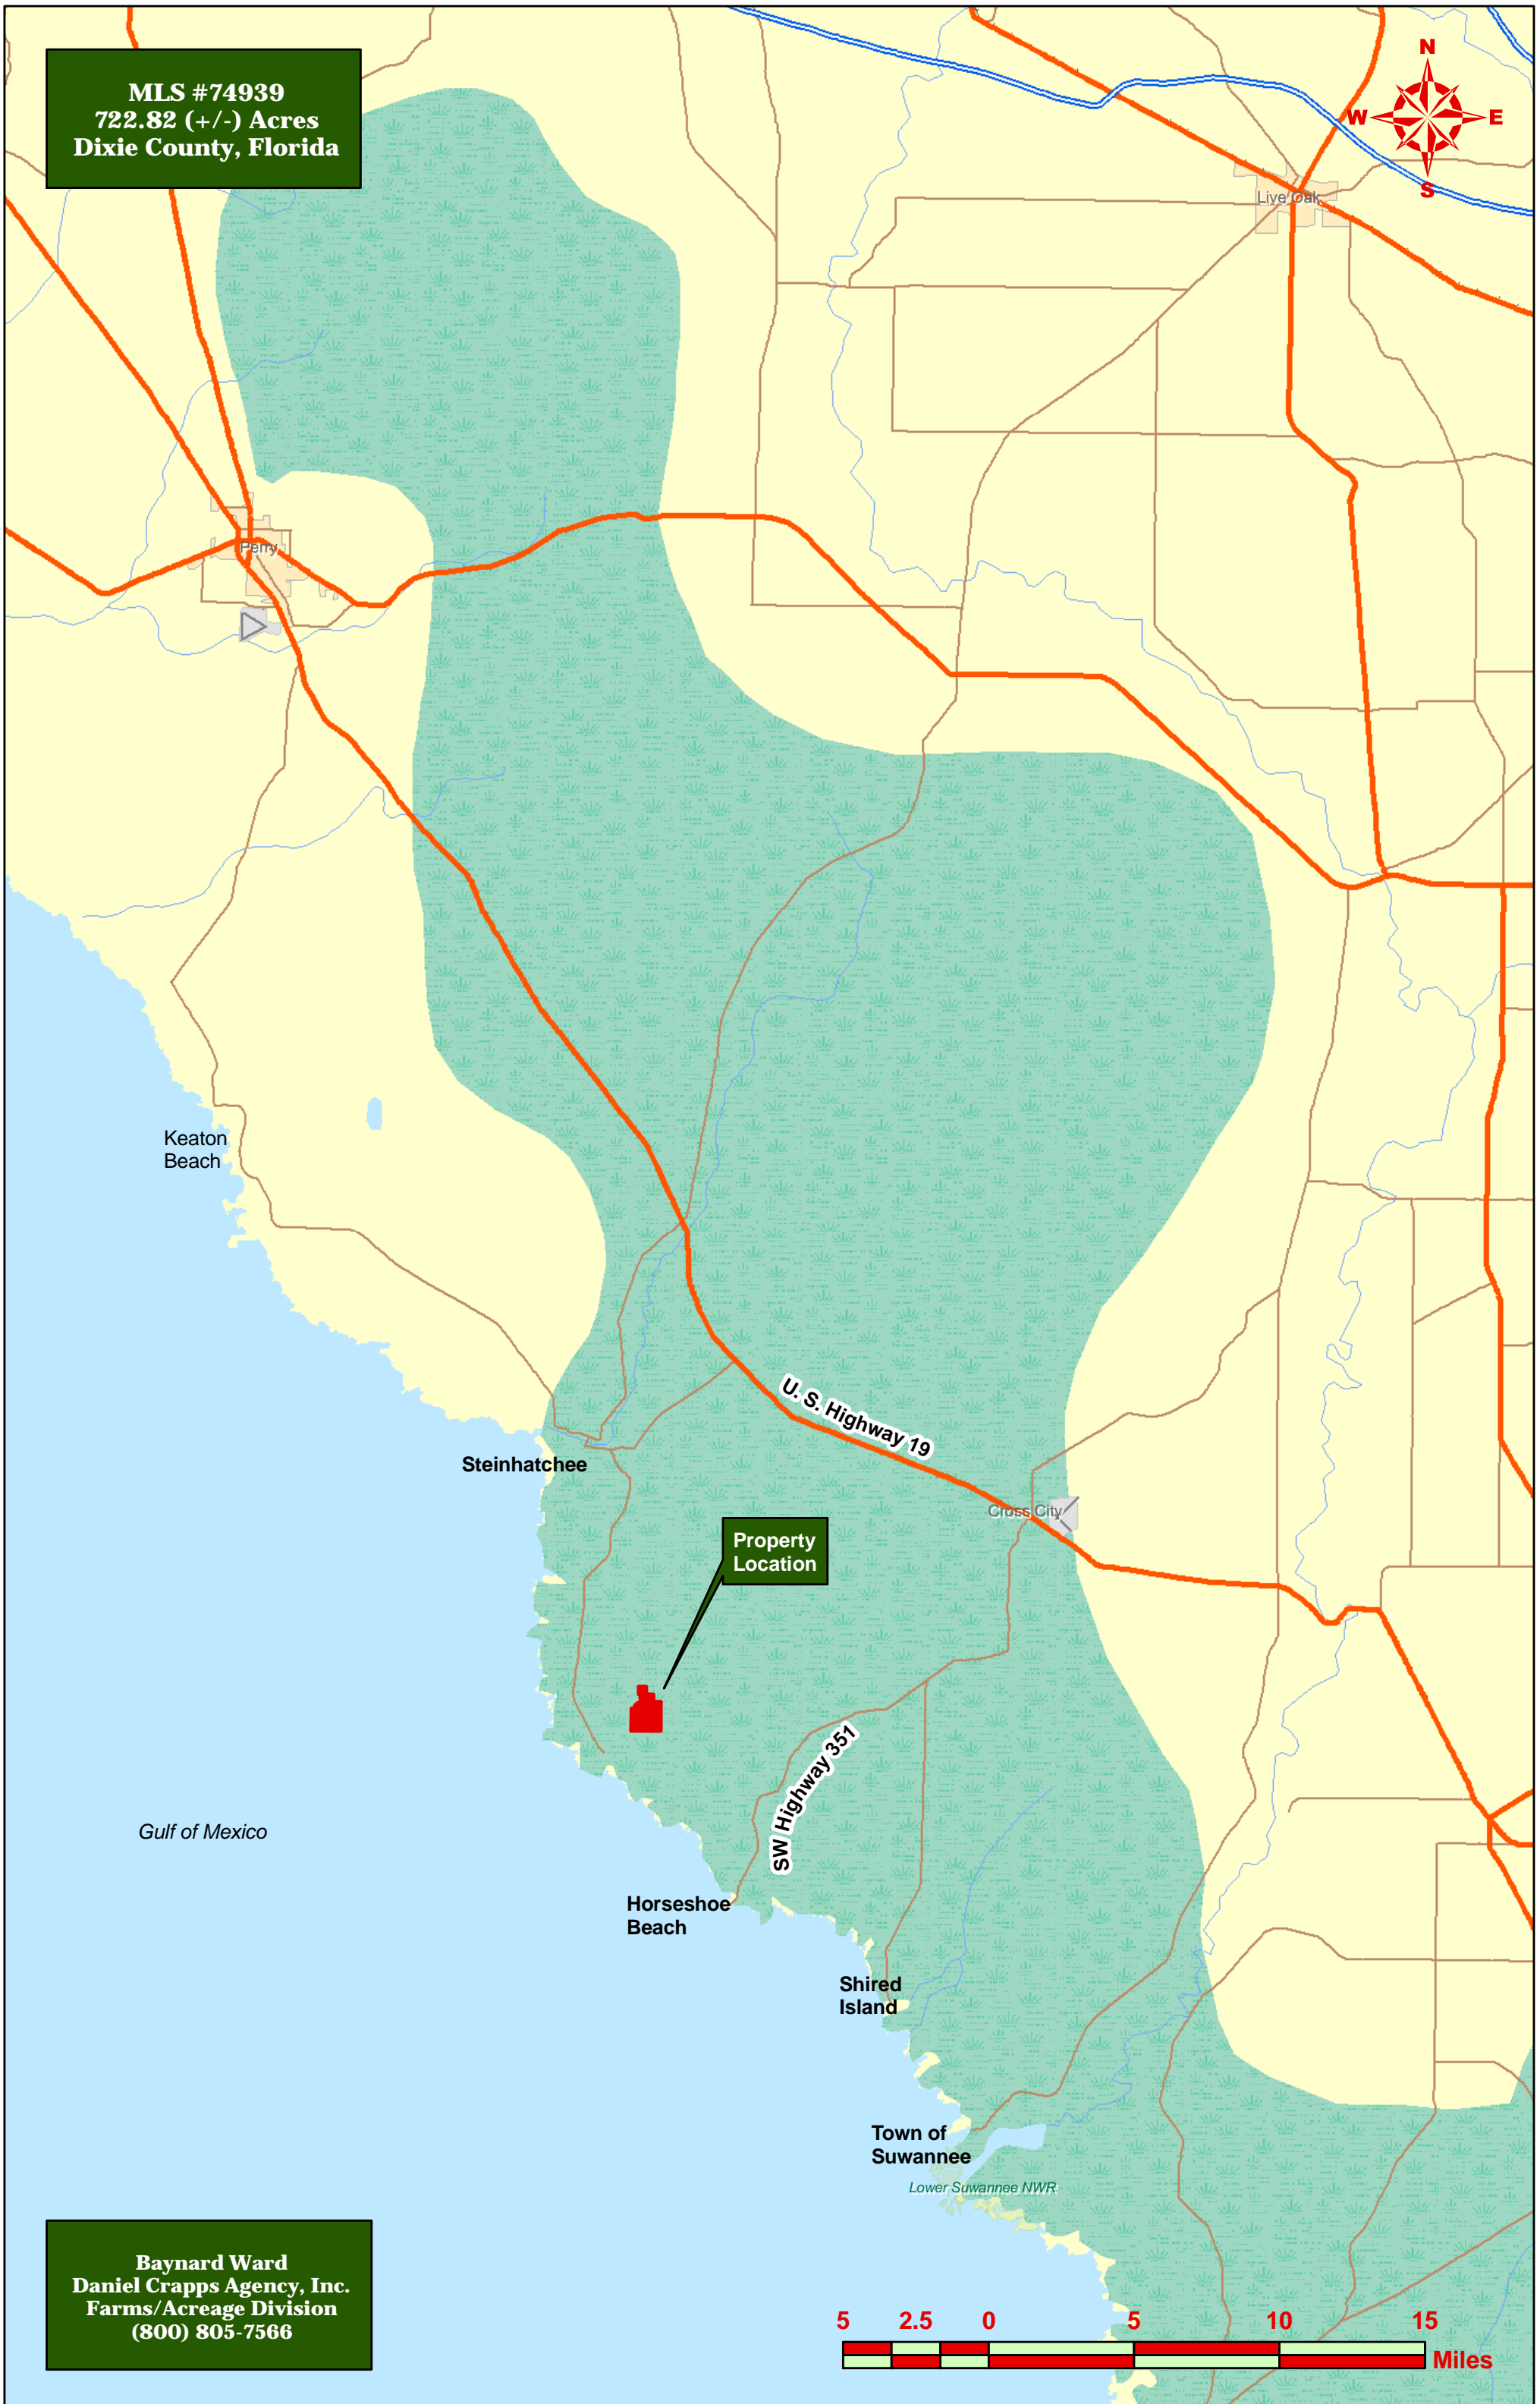 MLS #74939
722.82 (+/-) Acres
Dixie County, Florida
N
W
E
S
Live Oak
Perry
Keaton
Beach
U. S. Highway 19
Steinhatchee
Cross City
Property
Location
SW Highway 351
Gulf of Mexico
Horseshoe
Beach
Shired
Island
Town of
Suwannee
Lower Suwannee NWR
Baynard Ward
Daniel Crapps Agency, Inc.
Farms/Acreage Division
(800) 805-7566
5 2.5 0 5 10 15
Miles